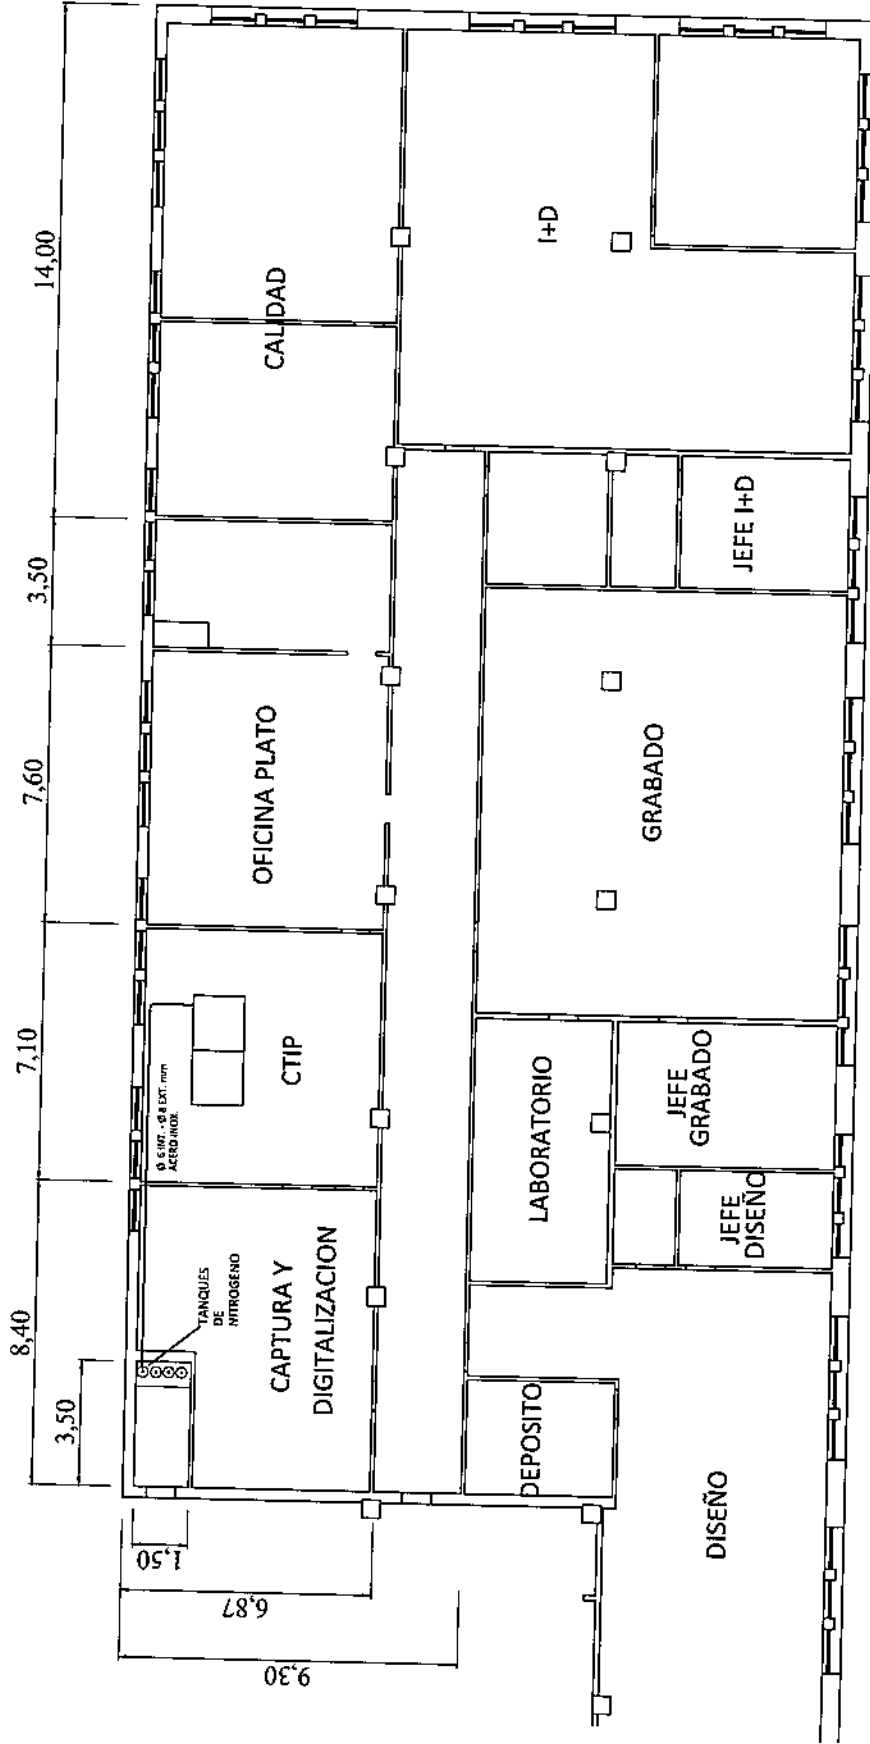 8,40
7,10
7,60
3,50
14,00
3,50
1,50
6,87
9,30
TANQUES
DE
NITROGENO
Ø 6 INT. - Ø 8 EXT. mm
ACERO INOX.
CAPTURA Y
DIGITALIZACION
CTIP
OFICINA PLATO
CALIDAD
I+D
DEPOSITO
LABORATORIO
GRABADO
JEFE I+D
JEFE
GRABADO
JEFE
DISEÑO
DISEÑO